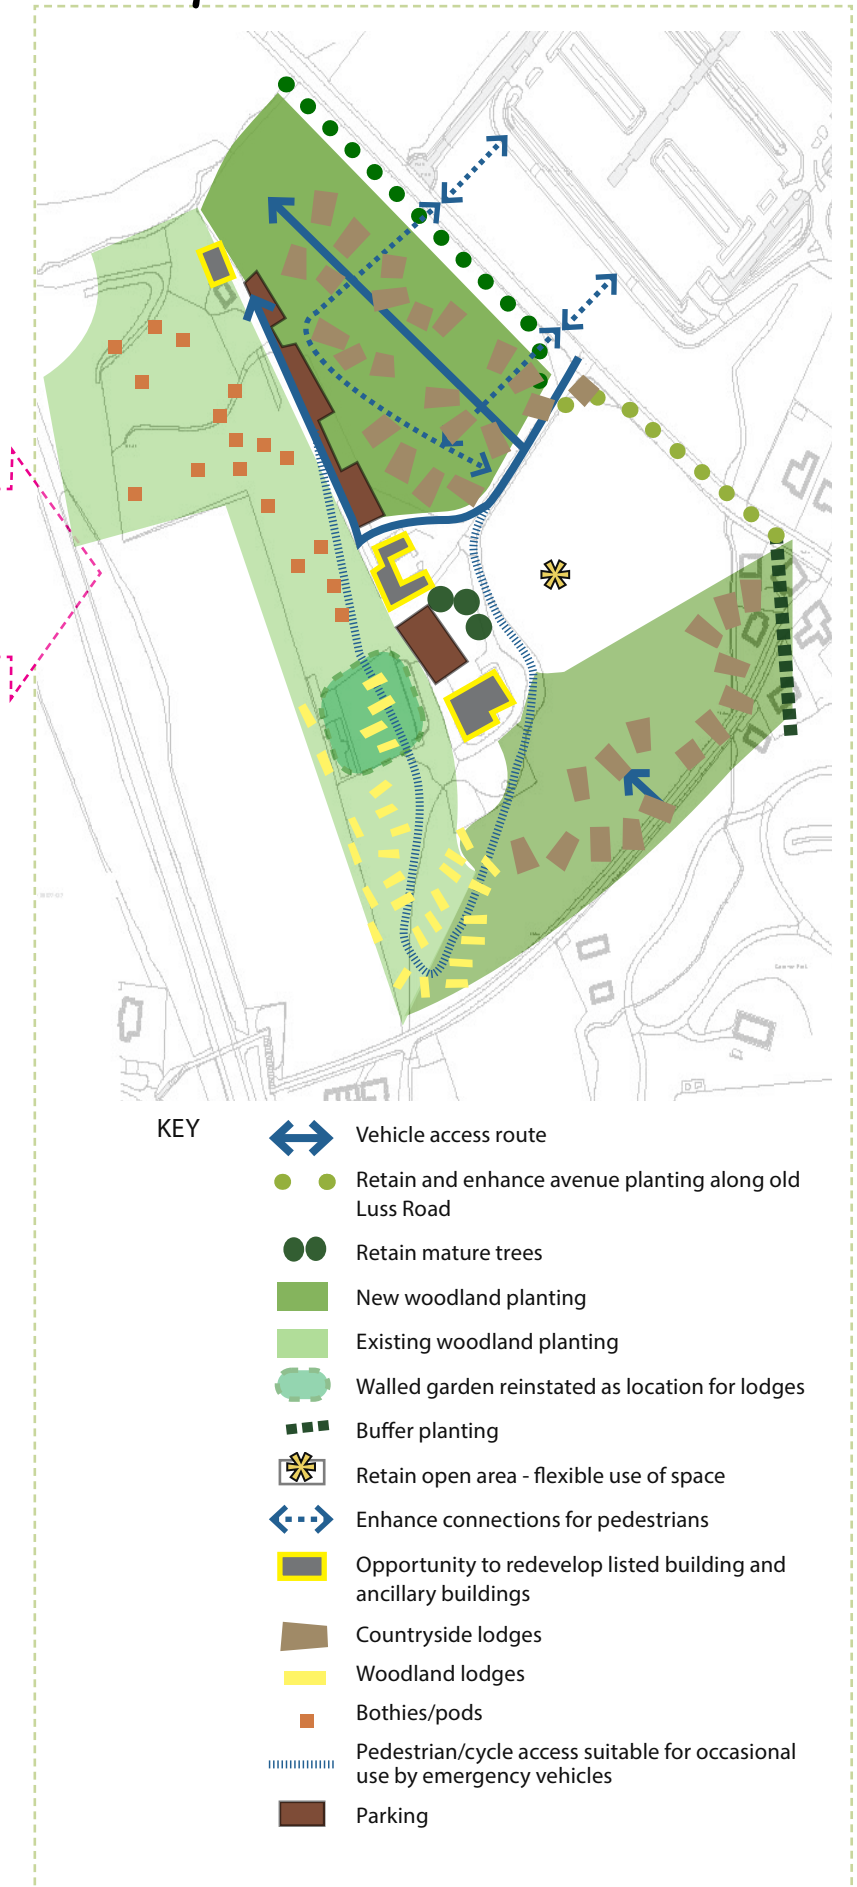 KEY
Vehicle access route
Retain and enhance avenue planting along old
Luss Road
Retain mature trees
New woodland planting
Existing woodland planting
Walled garden reinstated as location for lodges
Buffer planting
Retain open area - flexible use of space
Enhance connections for pedestrians
Opportunity to redevelop listed building and
ancillary buildings
Countryside lodges
Woodland lodges
Bothies/pods
Pedestrian/cycle access suitable for occasional
use by emergency vehicles
Parking